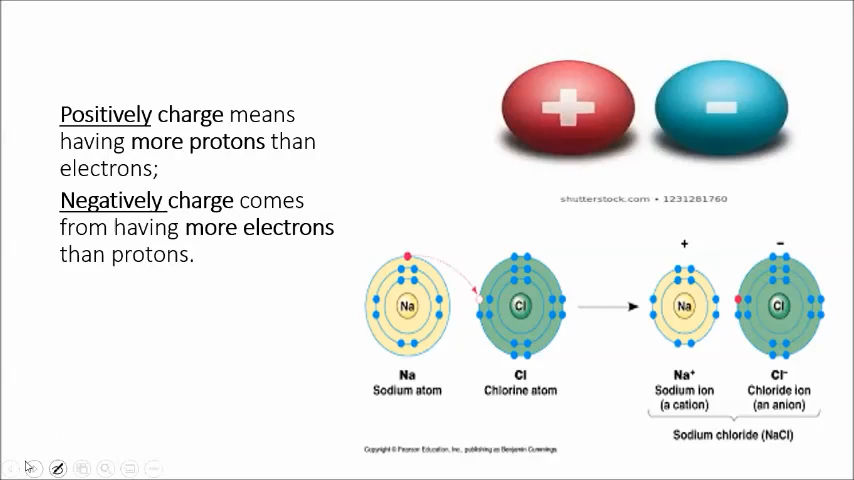 Positively charge means
having more protons than
electrons;
Negatively charge comes
from having more electrons
than protons.
shutterstock.com • 1231281760
+ −
Na Cl Na Cl
Na Cl Na⁺ Cl⁻
Sodium atom Chlorine atom Sodium ion Chloride ion
(a cation) (an anion)
Sodium chloride (NaCl)
Copyright © Pearson Education, Inc., publishing as Benjamin Cummings